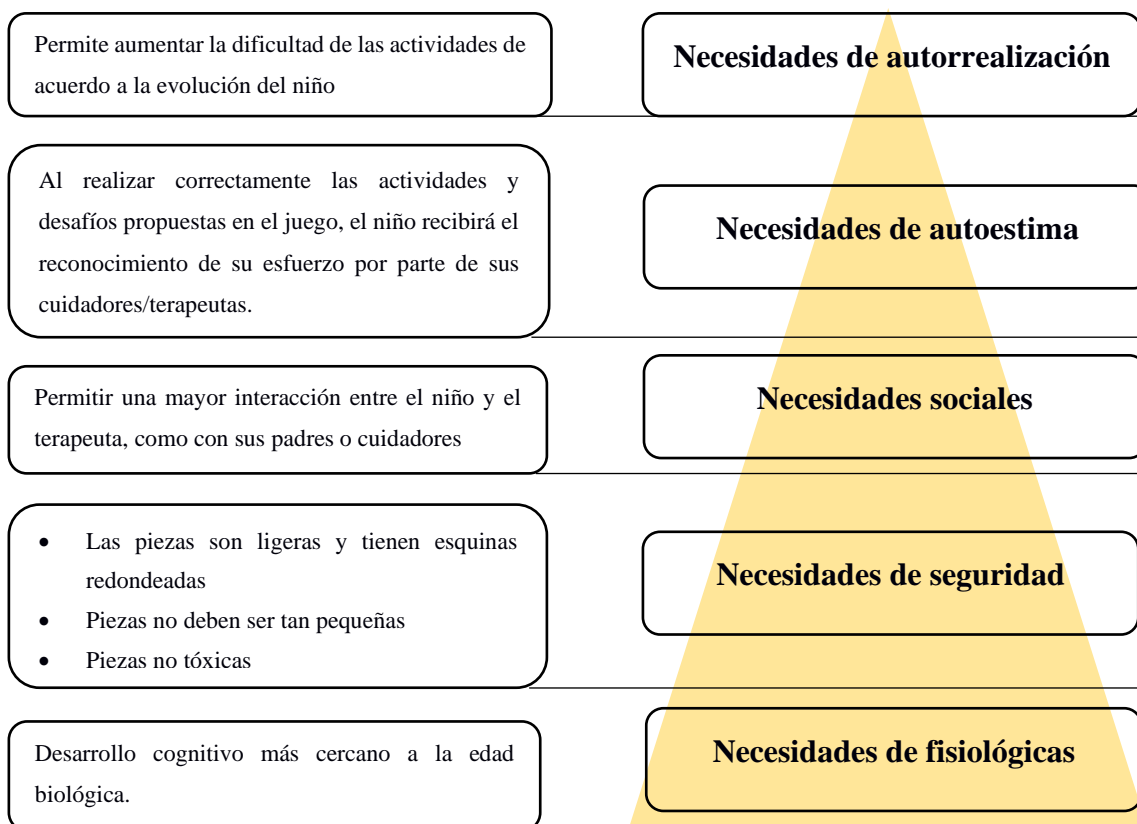 Permite aumentar la dificultad de las actividades de
acuerdo a la evolución del niño
Necesidades de autorrealización
Al realizar correctamente las actividades y
desafíos propuestas en el juego, el niño recibirá el
reconocimiento de su esfuerzo por parte de sus
cuidadores/terapeutas.
Necesidades de autoestima
Permitir una mayor interacción entre el niño y el
terapeuta, como con sus padres o cuidadores
Necesidades sociales
• Las piezas son ligeras y tienen esquinas
redondeadas
• Piezas no deben ser tan pequeñas
• Piezas no tóxicas
Necesidades de seguridad
Desarrollo cognitivo más cercano a la edad
biológica.
Necesidades de fisiológicas